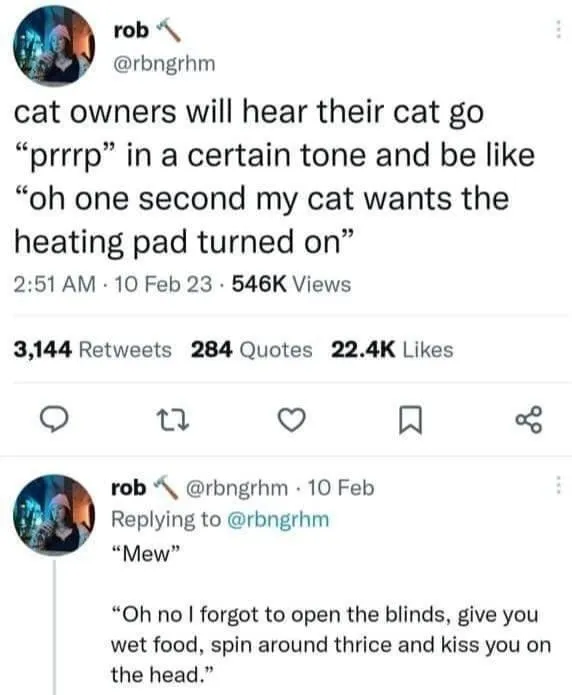 rob 🔨
@rbngrhm
cat owners will hear their cat go
“prrrp” in a certain tone and be like
“oh one second my cat wants the
heating pad turned on”
2:51 AM · 10 Feb 23 · 546K Views
3,144 Retweets 284 Quotes 22.4K Likes
rob 🔨 @rbngrhm · 10 Feb
Replying to @rbngrhm
“Mew”
“Oh no I forgot to open the blinds, give you
wet food, spin around thrice and kiss you on
the head.”